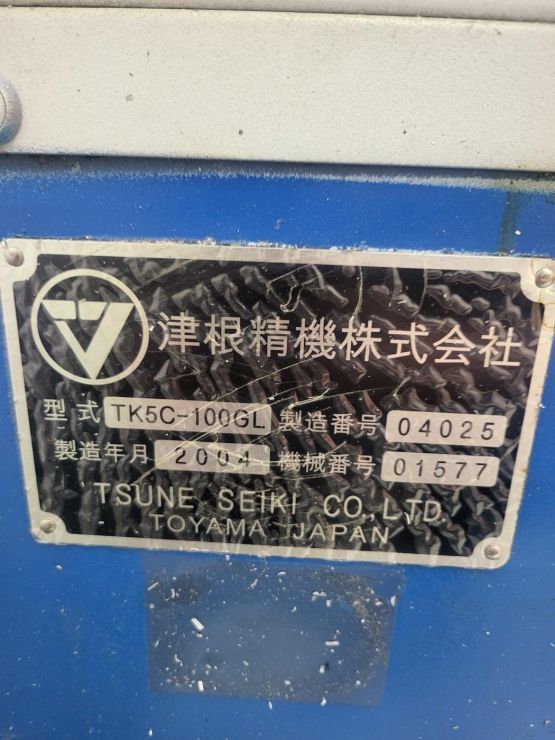 津根精機株式会社
型式 TK5C-100GL 製造番号 04025
製造年月 2004 機械番号 01577
TSUNE SEIKI CO.,LTD.
TOYAMA JAPAN